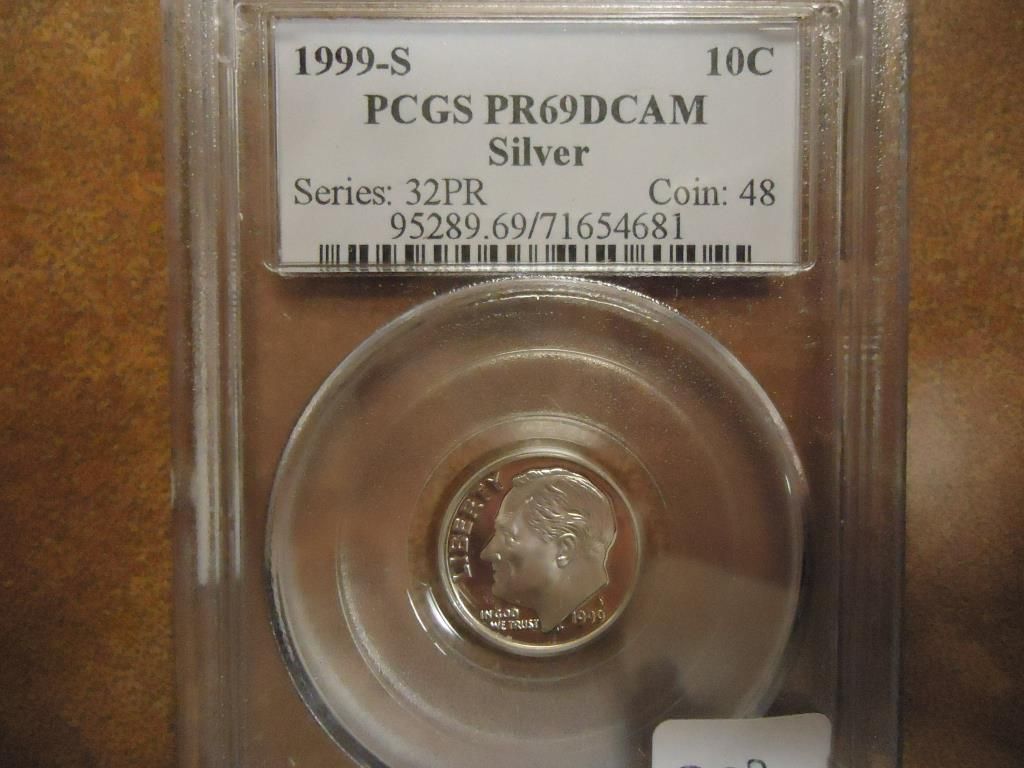 1999-S 10C
PCGS PR69DCAM
Silver
Series: 32PR Coin: 48
95289.69/71654681
LIBERTY
IN GOD
WE TRUST
1999
S